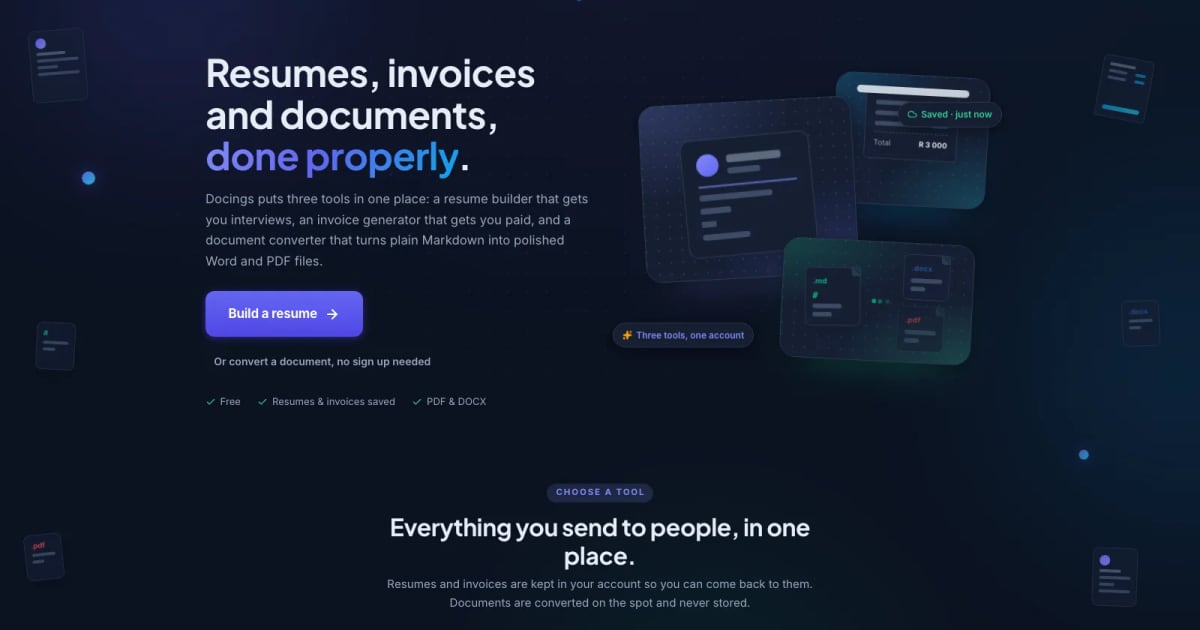 Resumes, invoices
and documents,
done properly.
Docings puts three tools in one place: a resume builder that gets
you interviews, an invoice generator that gets you paid, and a
document converter that turns plain Markdown into polished
Word and PDF files.
Build a resume
Or convert a document, no sign up needed
Free
Resumes & invoices saved
PDF & DOCX
Saved · just now
Total
R 3 000
.md
#
.docx
.pdf
Three tools, one account
a
.docx
.pdf
CHOOSE A TOOL
Everything you send to people, in one
place.
Resumes and invoices are kept in your account so you can come back to them.
Documents are converted on the spot and never stored.